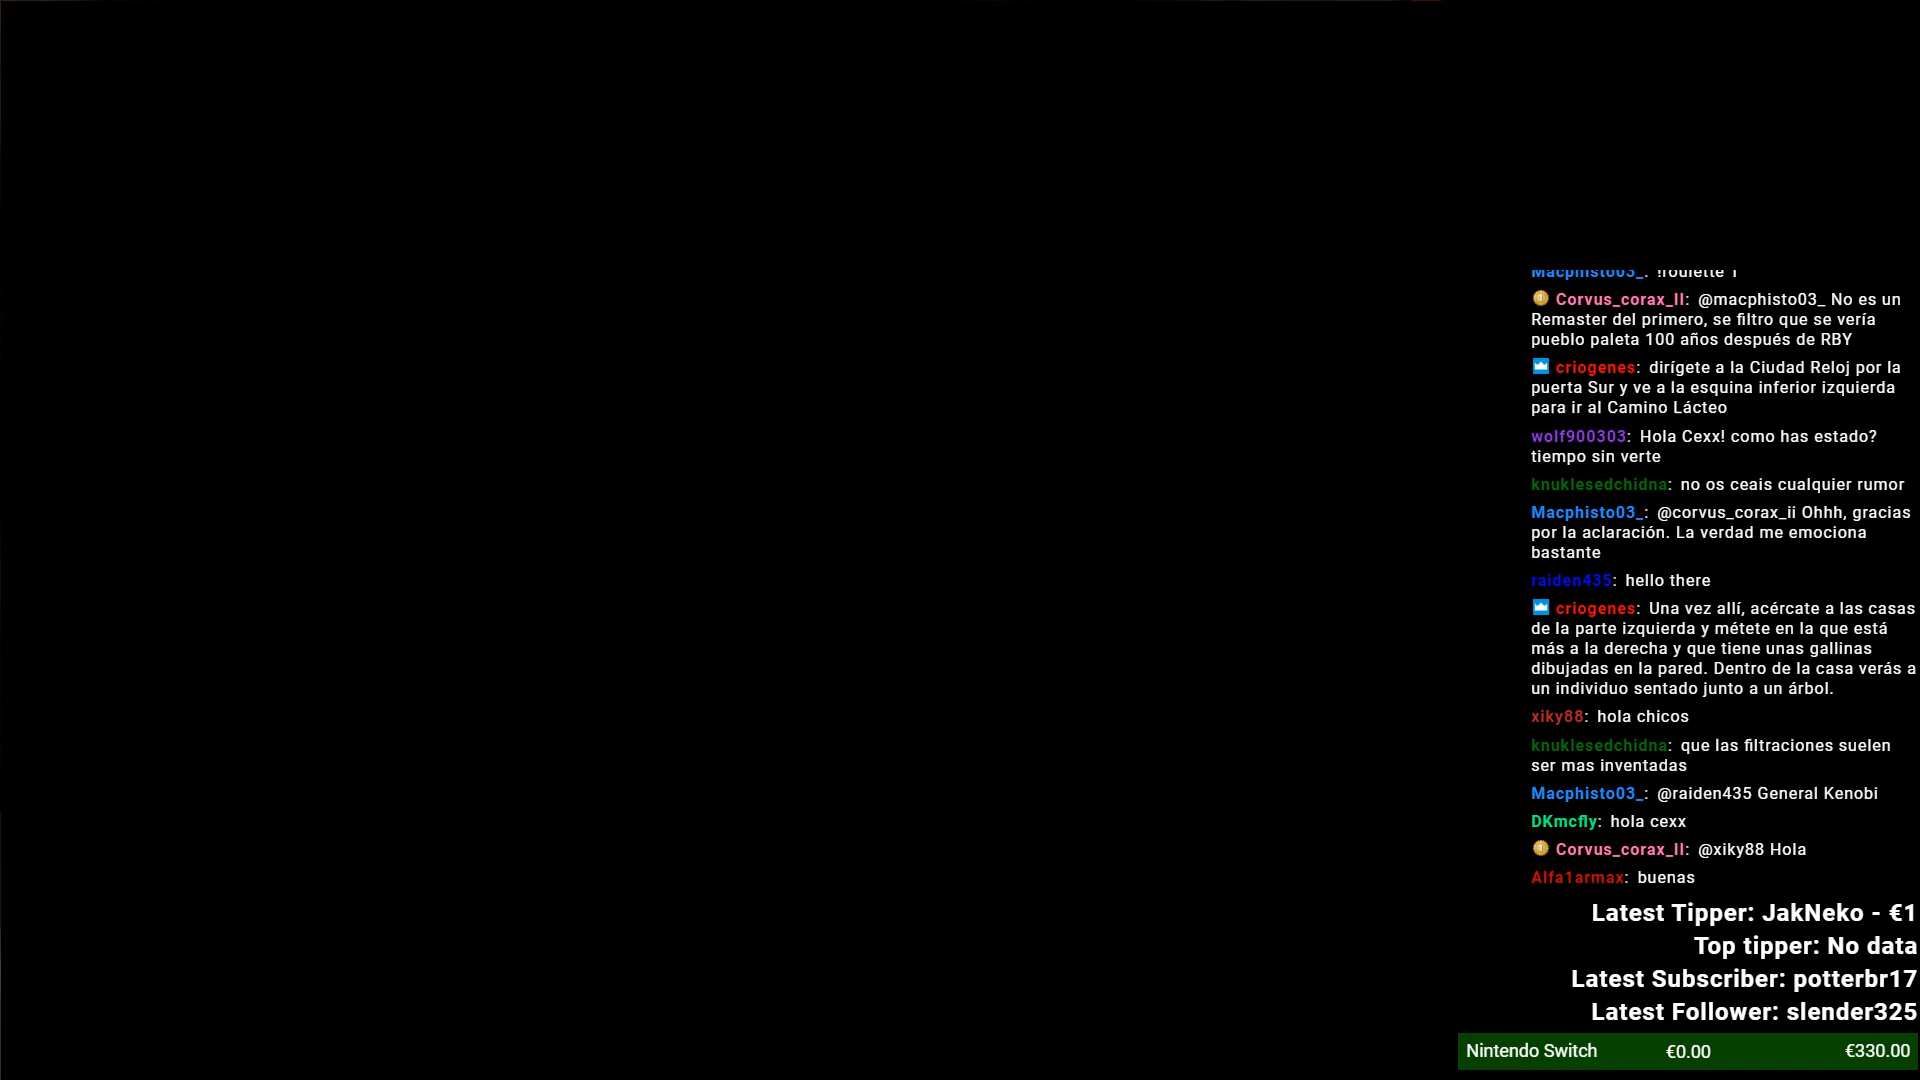 Macphisto03_: !roulette 1
Corvus_corax_II: @macphisto03_ No es un
Remaster del primero, se filtro que se vería
pueblo paleta 100 años después de RBY
criogenes: dirígete a la Ciudad Reloj por la
puerta Sur y ve a la esquina inferior izquierda
para ir al Camino Lácteo
wolf900303: Hola Cexx! como has estado?
tiempo sin verte
knuklesedchidna: no os ceais cualquier rumor
Macphisto03_: @corvus_corax_ii Ohhh, gracias
por la aclaración. La verdad me emociona
bastante
raiden435: hello there
criogenes: Una vez allí, acércate a las casas
de la parte izquierda y métete en la que está
más a la derecha y que tiene unas gallinas
dibujadas en la pared. Dentro de la casa verás a
un individuo sentado junto a un árbol.
xiky88: hola chicos
knuklesedchidna: que las filtraciones suelen
ser mas inventadas
Macphisto03_: @raiden435 General Kenobi
DKmcfly: hola cexx
Corvus_corax_II: @xiky88 Hola
Alfa1armax: buenas
Latest Tipper: JakNeko - €1
Top tipper: No data
Latest Subscriber: potterbr17
Latest Follower: slender325
Nintendo Switch €0.00 €330.00